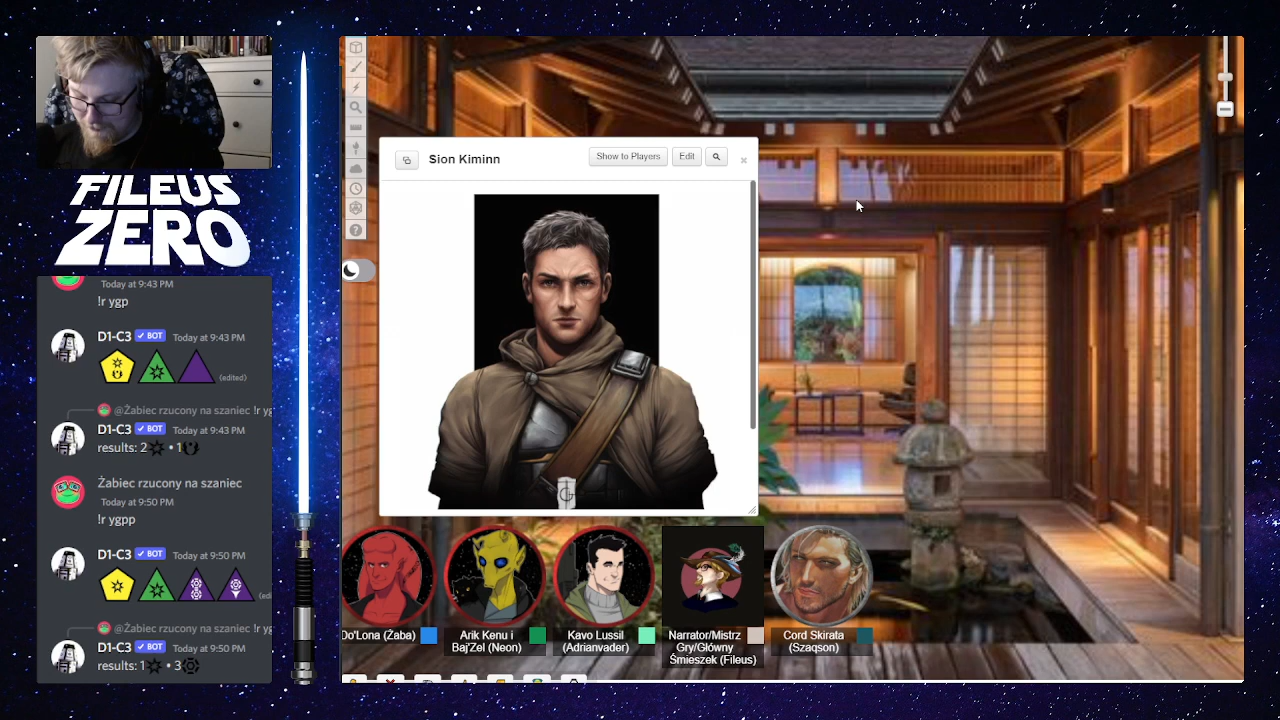 FILEUS
ZERO
Today at 9:43 PM
!r ygp
D1-C3 ✓ BOT Today at 9:43 PM
(edited)
@Żabiec rzucony na szaniec !r yg
D1-C3 ✓ BOT Today at 9:43 PM
results: 2 • 1
Żabiec rzucony na szaniec
Today at 9:50 PM
!r ygpp
D1-C3 ✓ BOT Today at 9:50 PM
(edi
@Żabiec rzucony na szaniec !r yg
D1-C3 ✓ BOT Today at 9:50 PM
results: 1 • 3
Sion Kiminn
Show to Players
Edit
Do'Lona (Żaba)
Arik Kenu i
Baj'Zel (Neon)
Kavo Lussil
(Adrianvader)
Narrator/Mistrz
Gry/Główny
Śmieszek (Fileus)
Cord Skirata
(Szaqson)